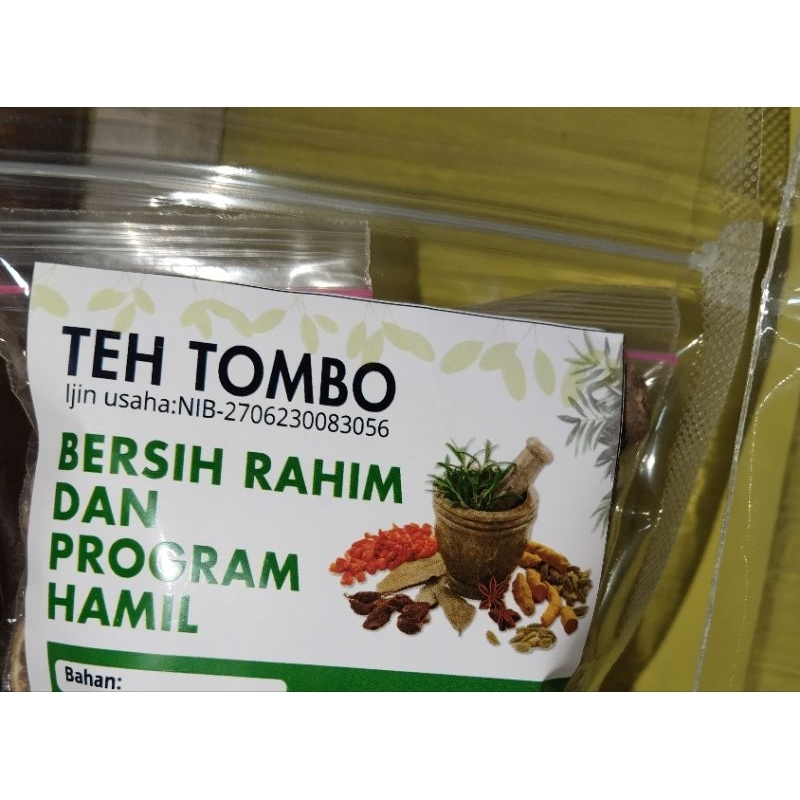 TEH TOMBO
Ijin usaha:NIB-2706230083056
BERSIH RAHIM
DAN
PROGRAM
HAMIL
Bahan: